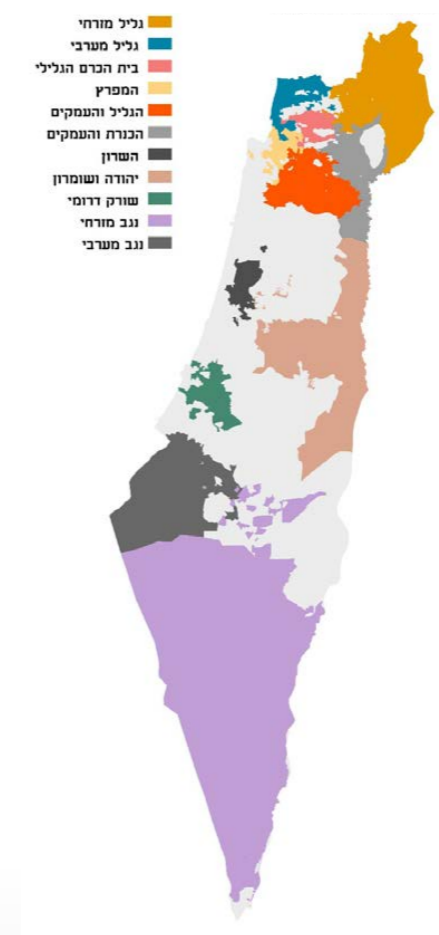 גליל מזרחי
גליל מערבי
בית הכרם הגלילי
המפרץ
הגליל והעמקים
הכנרת והעמקים
השרון
יהודה ושומרון
שורק דרומי
נגב מזרחי
נגב מערבי